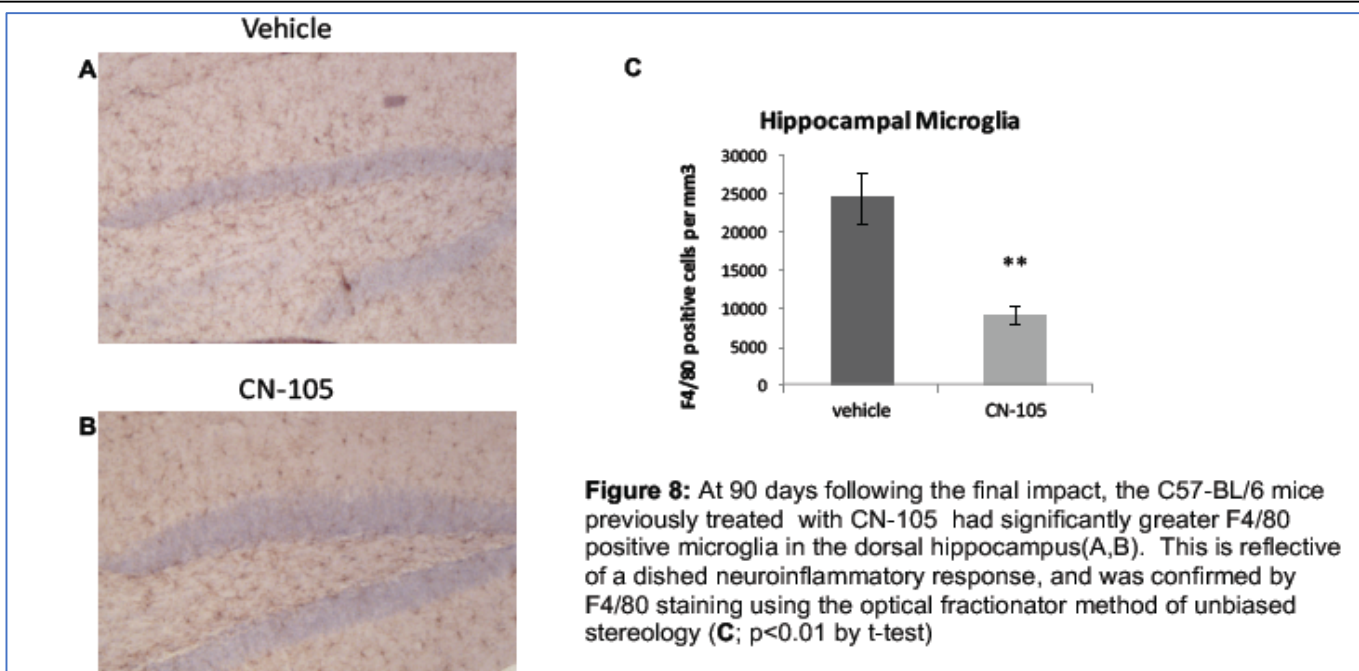 Vehicle
A
CN-105
B
C
Hippocampal Microglia
F4/80 positive cells per mm3
30000
25000
20000
15000
10000
5000
0
**
vehicle CN-105
Figure 8: At 90 days following the final impact, the C57-BL/6 mice
previously treated with CN-105 had significantly greater F4/80
positive microglia in the dorsal hippocampus(A,B). This is reflective
of a dished neuroinflammatory response, and was confirmed by
F4/80 staining using the optical fractionator method of unbiased
stereology (C; p<0.01 by t-test)